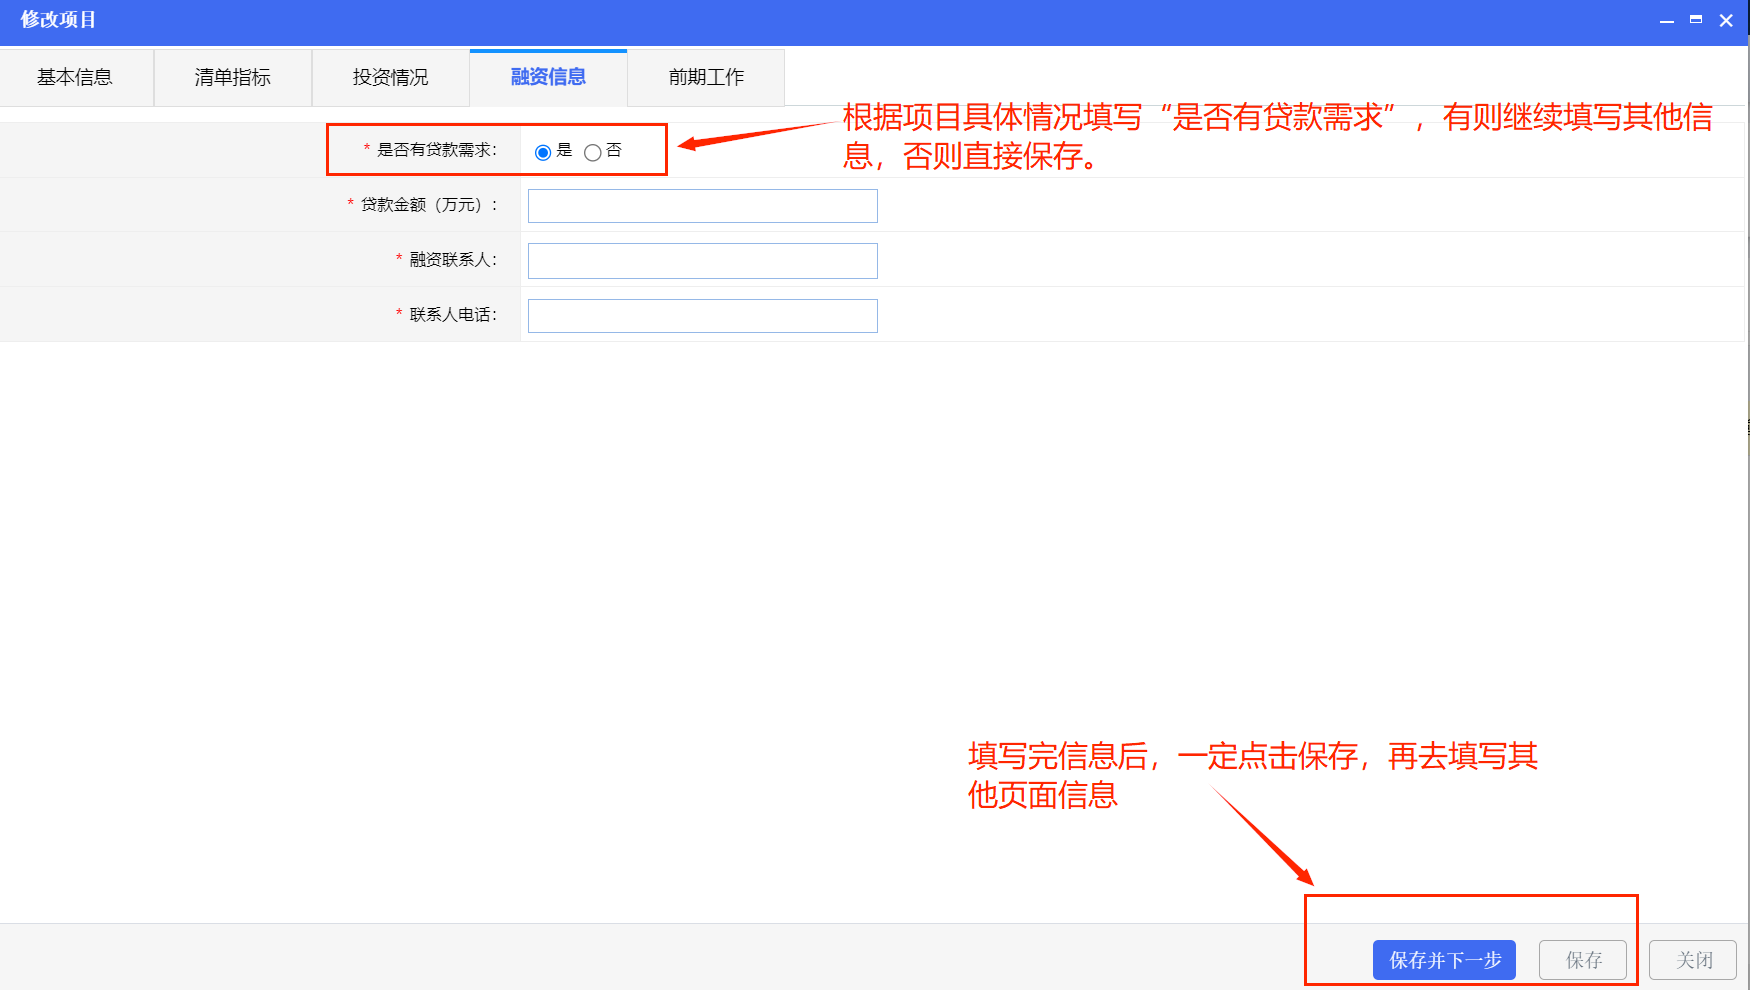 修改项目
基本信息
清单指标
投资情况
融资信息
前期工作
根据项目具体情况填写“是否有贷款需求”，有则继续填写其他信
息，否则直接保存。
* 是否有贷款需求： 是 否
* 贷款金额（万元）：
* 融资联系人：
* 联系人电话：
填写完信息后，一定点击保存，再去填写其
他页面信息
保存并下一步
保存
关闭